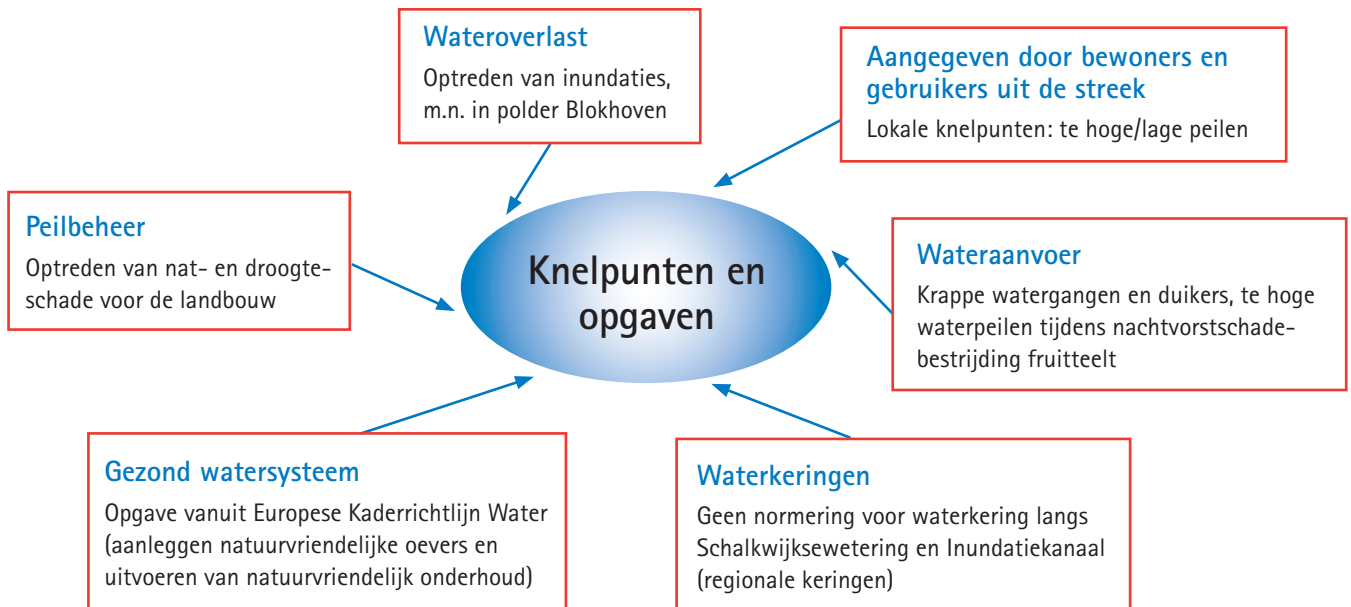 Wateroverlast
Optreden van inundaties,
m.n. in polder Blokhoven
Aangegeven door bewoners en
gebruikers uit de streek
Lokale knelpunten: te hoge/lage peilen
Peilbeheer
Optreden van nat- en droogte-
schade voor de landbouw
Knelpunten en
opgaven
Wateraanvoer
Krappe watergangen en duikers, te hoge
waterpeilen tijdens nachtvorstschade-
bestrijding fruitteelt
Gezond watersysteem
Opgave vanuit Europese Kaderrichtlijn Water
(aanleggen natuurvriendelijke oevers en
uitvoeren van natuurvriendelijk onderhoud)
Waterkeringen
Geen normering voor waterkering langs
Schalkwijksewetering en Inundatiekanaal
(regionale keringen)